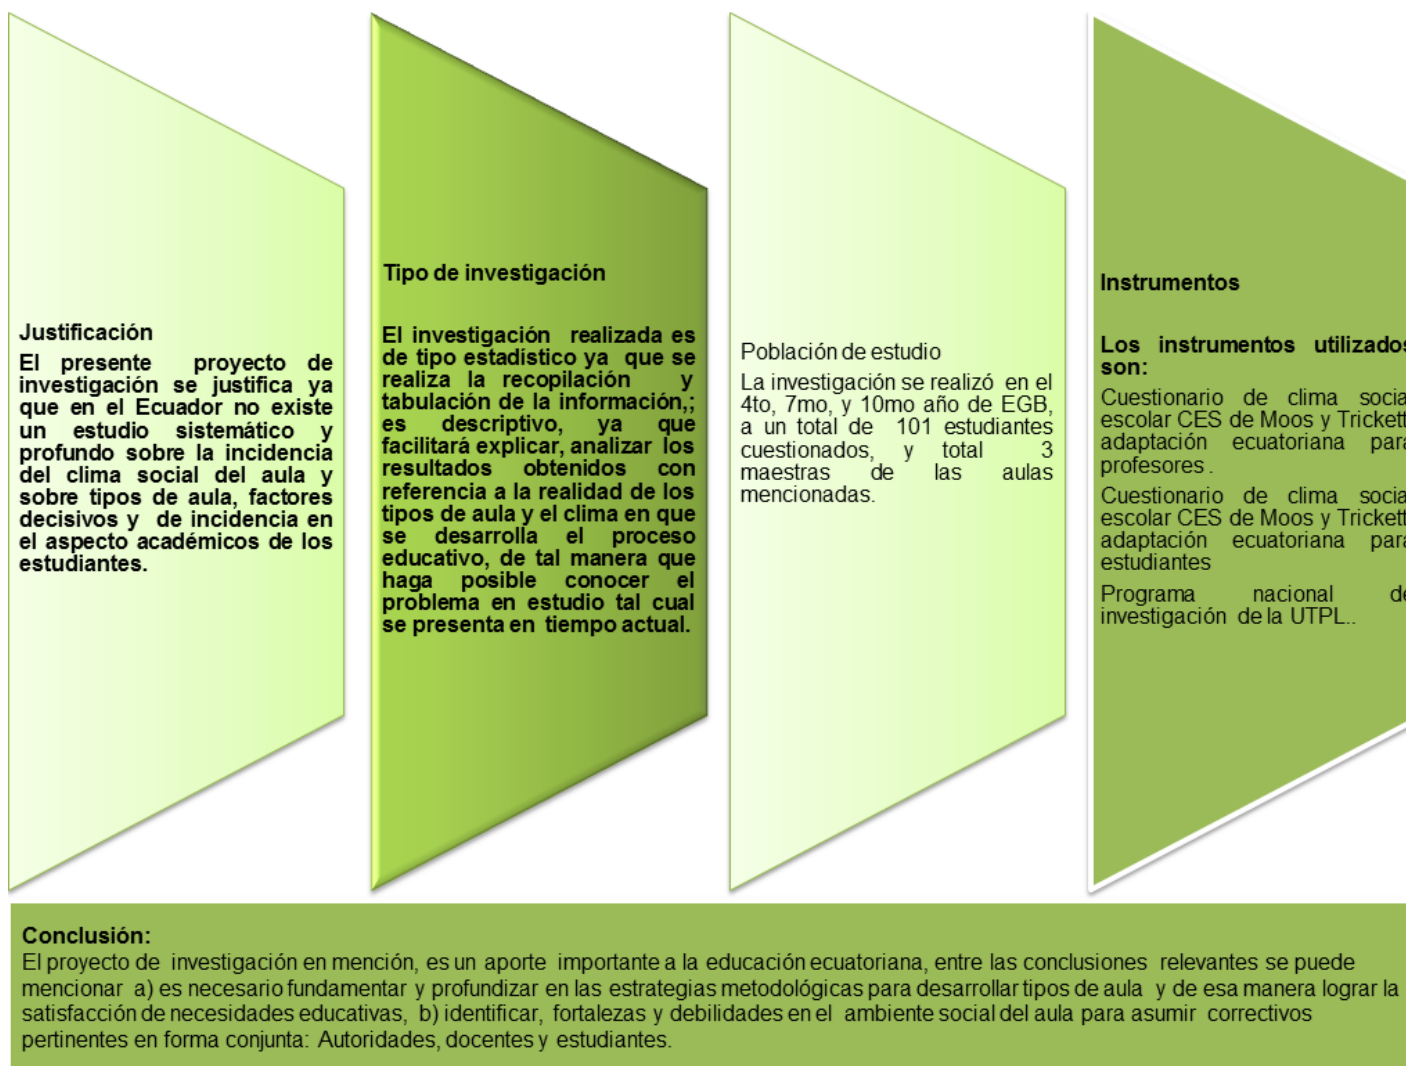 Justificación
El presente proyecto de
investigación se justifica ya
que en el Ecuador no existe
un estudio sistemático y
profundo sobre la incidencia
del clima social del aula y
sobre tipos de aula, factores
decisivos y de incidencia en
el aspecto académicos de los
estudiantes.
Tipo de investigación
El investigación realizada es
de tipo estadístico ya que se
realiza la recopilación y
tabulación de la información,;
es descriptivo, ya que
facilitará explicar, analizar los
resultados obtenidos con
referencia a la realidad de los
tipos de aula y el clima en que
se desarrolla el proceso
educativo, de tal manera que
haga posible conocer el
problema en estudio tal cual
se presenta en tiempo actual.
Población de estudio
La investigación se realizó en el
4to, 7mo, y 10mo año de EGB,
a un total de 101 estudiantes
cuestionados, y total 3
maestras de las aulas
mencionadas.
Instrumentos
Los instrumentos utilizados
son:
Cuestionario de clima social
escolar CES de Moos y Trickett
adaptación ecuatoriana para
profesores.
Cuestionario de clima social
escolar CES de Moos y Trickett
adaptación ecuatoriana para
estudiantes
Programa nacional de
investigación de la UTPL..
Conclusión:
El proyecto de investigación en mención, es un aporte importante a la educación ecuatoriana, entre las conclusiones relevantes se puede
mencionar a) es necesario fundamentar y profundizar en las estrategias metodológicas para desarrollar tipos de aula y de esa manera lograr la
satisfacción de necesidades educativas, b) identificar, fortalezas y debilidades en el ambiente social del aula para asumir correctivos
pertinentes en forma conjunta: Autoridades, docentes y estudiantes.